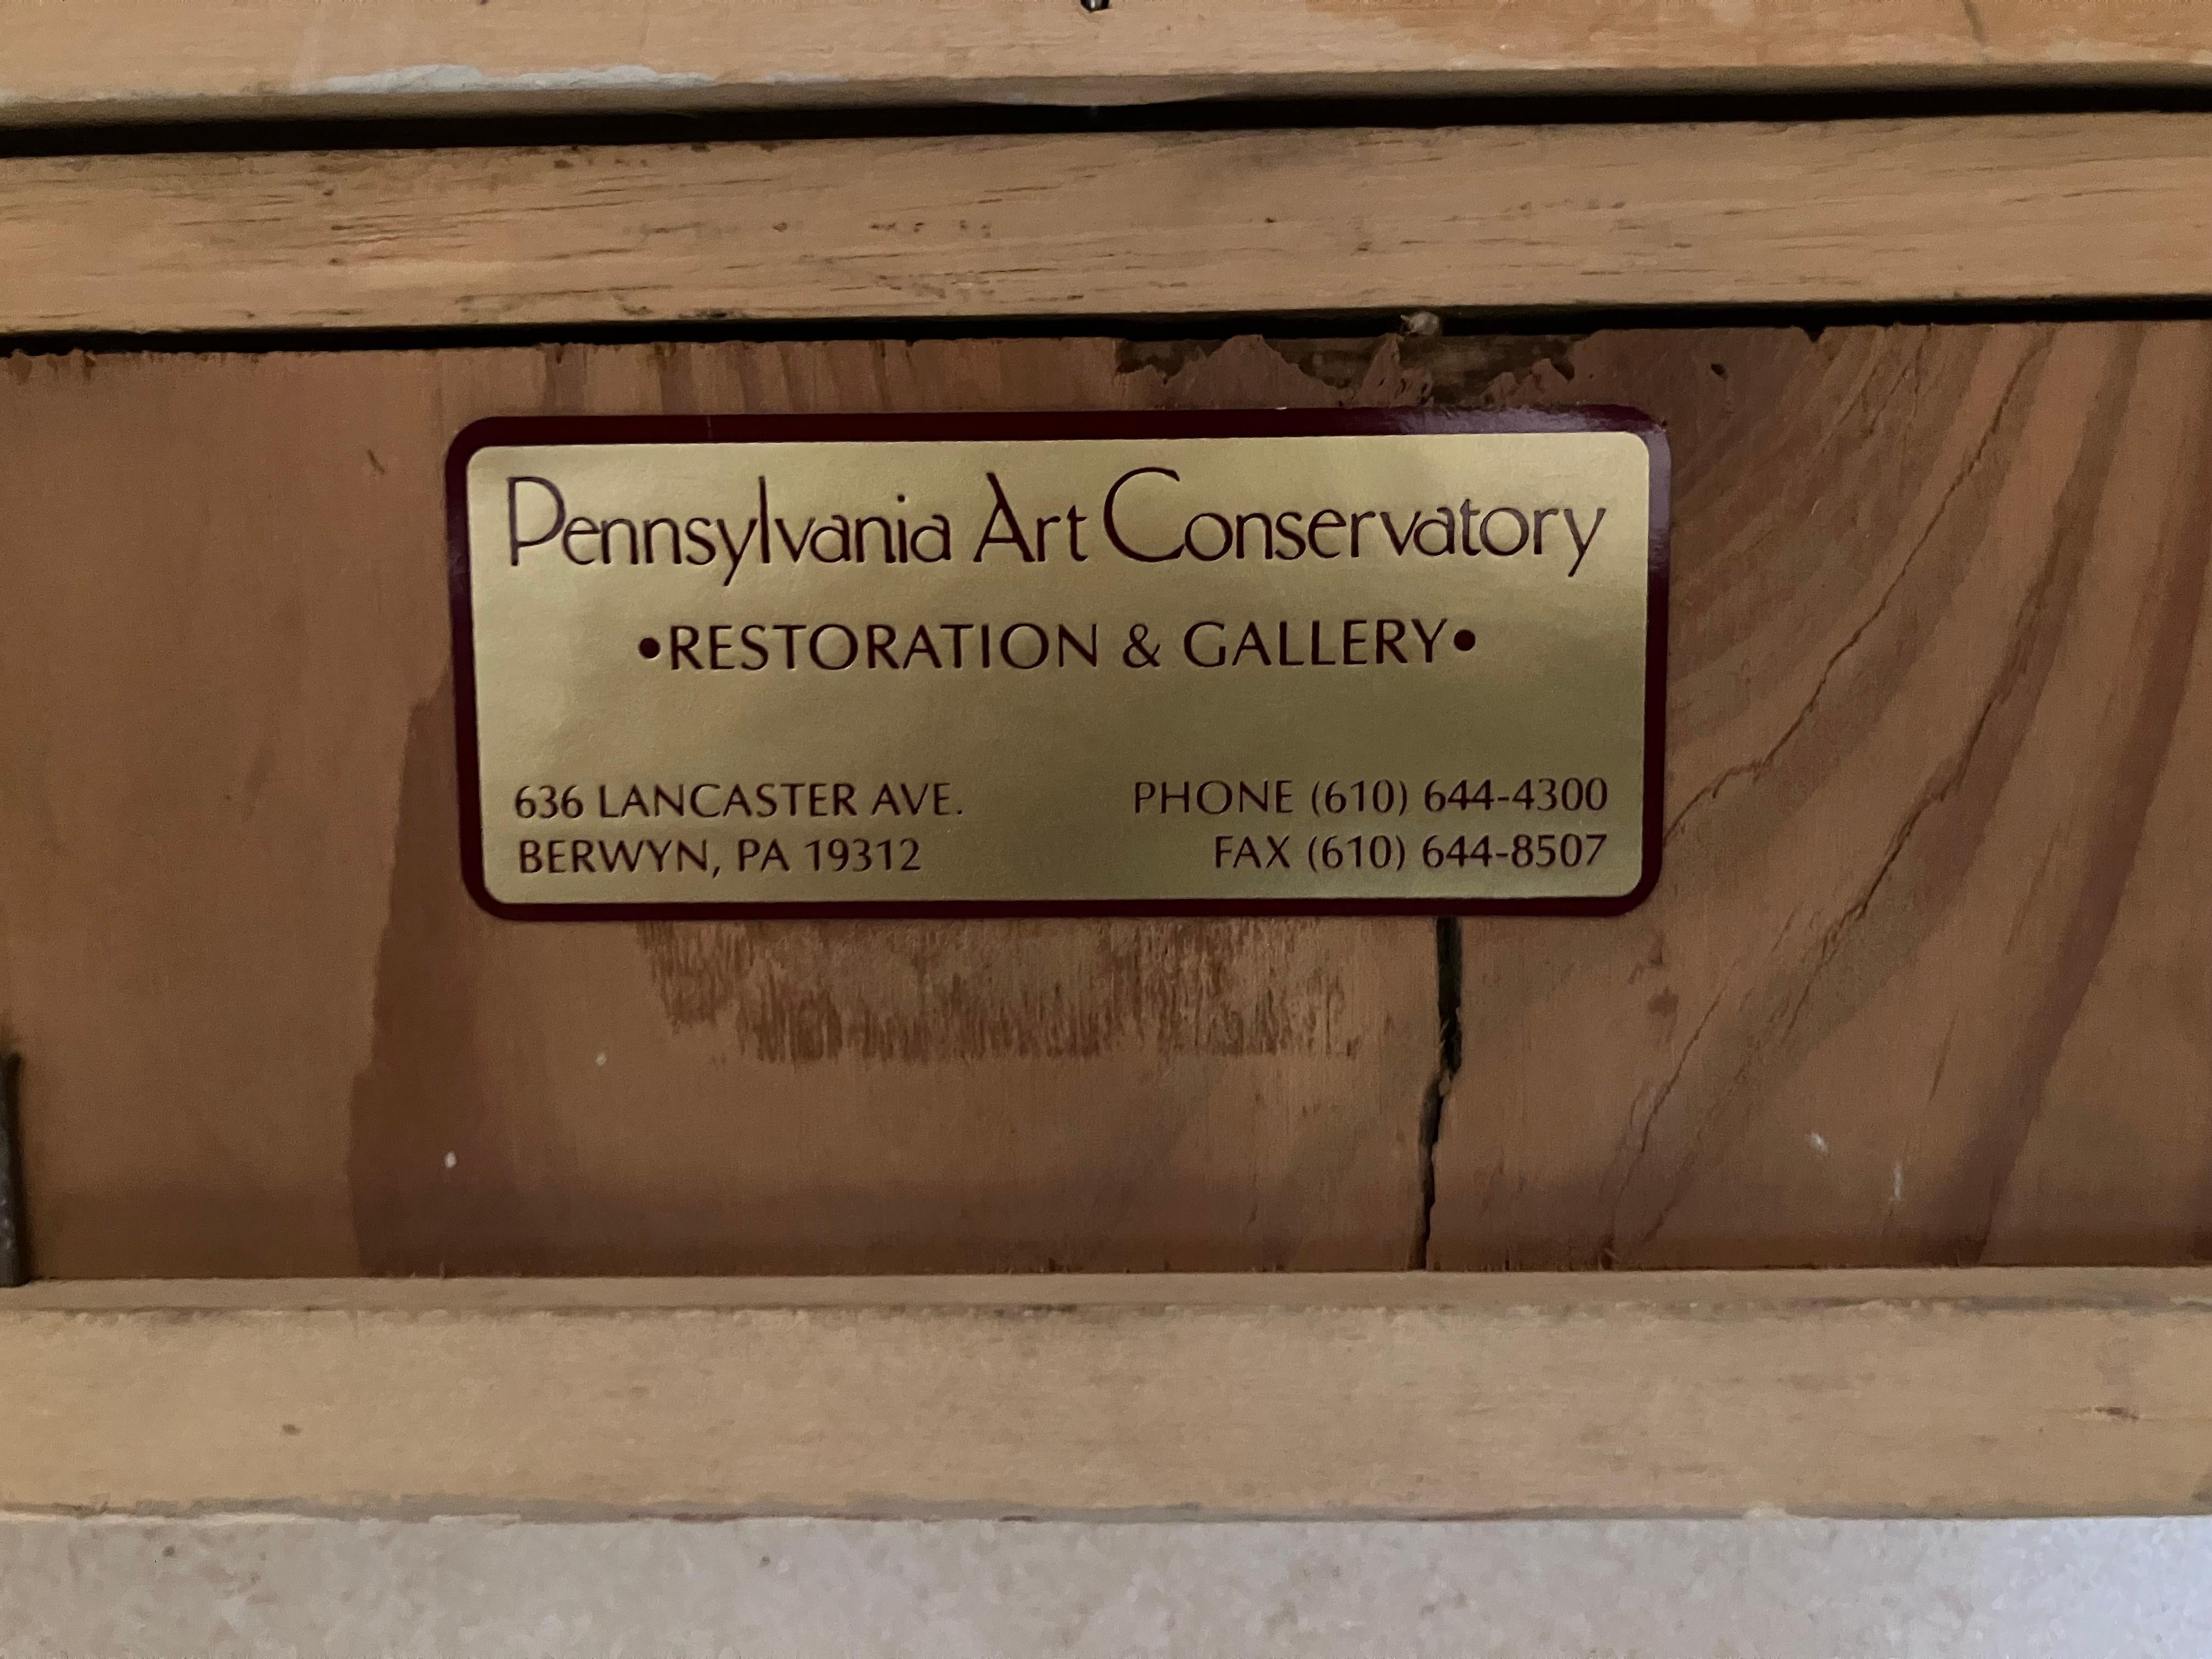 Pennsylvania Art Conservatory
•RESTORATION & GALLERY•
636 LANCASTER AVE.
BERWYN, PA 19312
PHONE (610) 644-4300
FAX (610) 644-8507